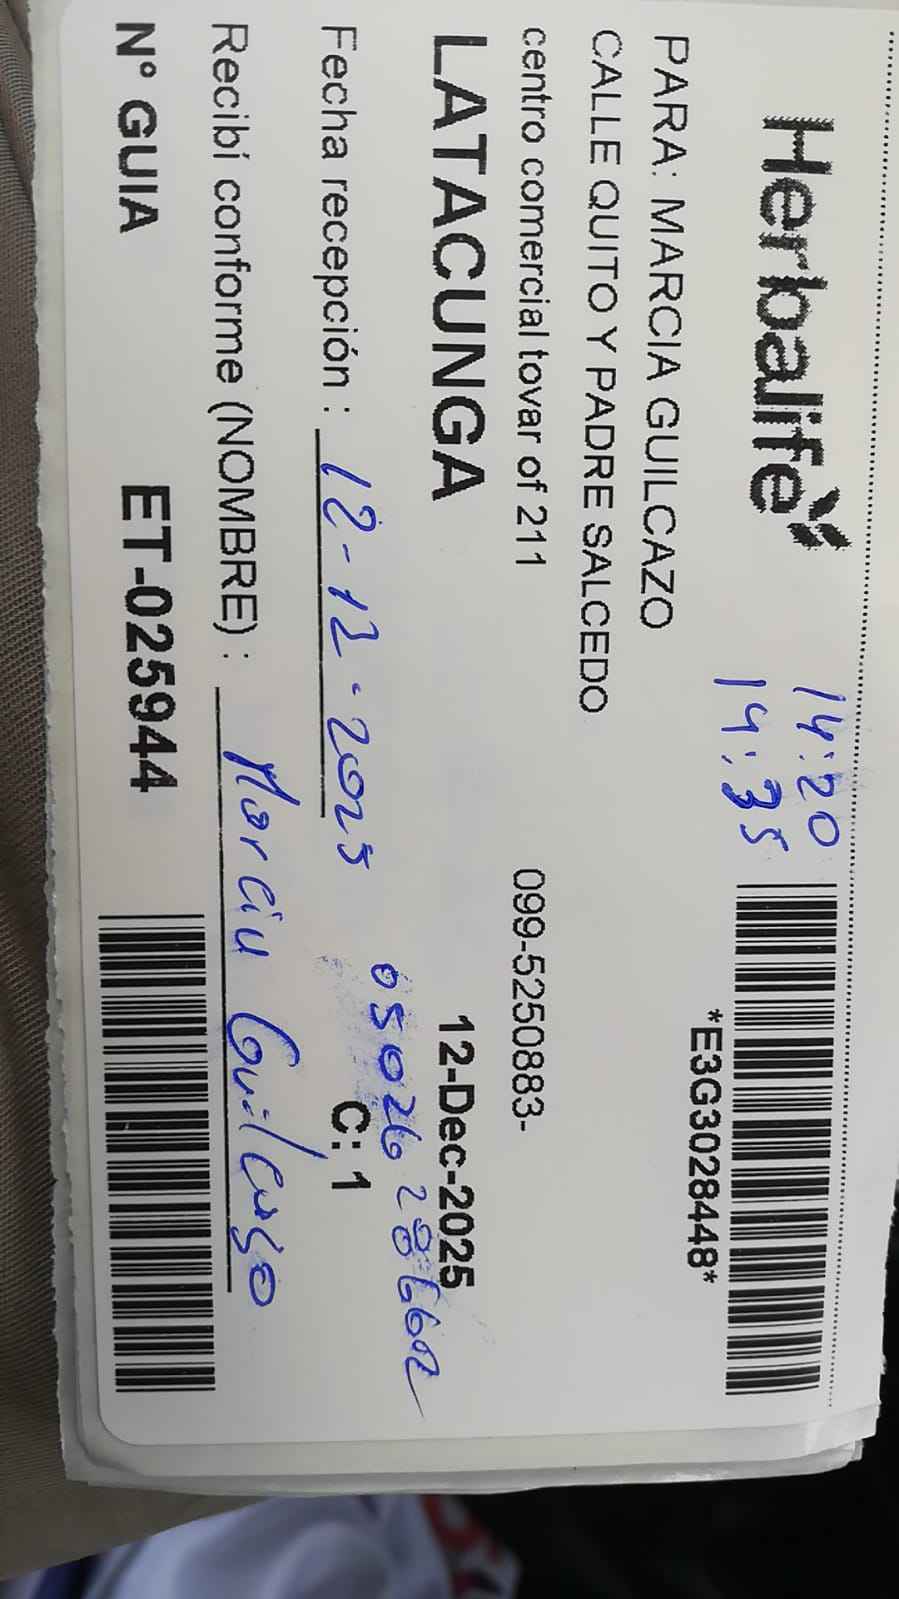 Herbalife
14:20
14:35
*E3G3028448*
PARA: MARCIA GUILCAZO
CALLE QUITO Y PADRE SALCEDO
centro comercial tovar of 211
099-5250883-
LATACUNGA
12-Dec-2025
0502628662
Fecha recepción : 12-12-2025
C: 1
Recibí conforme (NOMBRE) : Marcia Guilcaso
N° GUIA
ET-025944